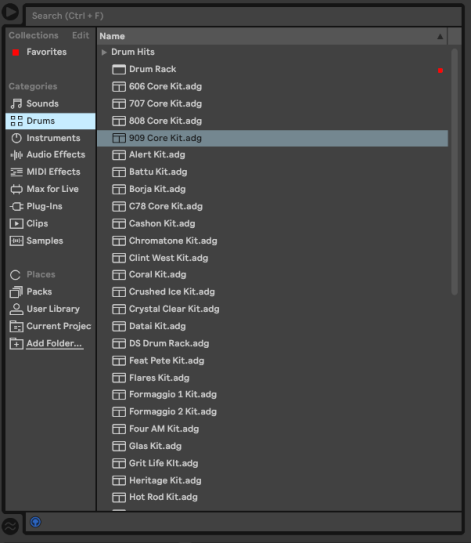 Search (Ctrl + F)
Collections Edit
Favorites
Categories
Sounds
Drums
Instruments
Audio Effects
MIDI Effects
Max for Live
Plug-Ins
Clips
Samples
Places
Packs
User Library
Current Projec
Add Folder...
Name
Drum Hits
Drum Rack
606 Core Kit.adg
707 Core Kit.adg
808 Core Kit.adg
909 Core Kit.adg
Alert Kit.adg
Battu Kit.adg
Borja Kit.adg
C78 Core Kit.adg
Cashon Kit.adg
Chromatone Kit.adg
Clint West Kit.adg
Coral Kit.adg
Crushed Ice Kit.adg
Crystal Clear Kit.adg
Datai Kit.adg
DS Drum Rack.adg
Feat Pete Kit.adg
Flares Kit.adg
Formaggio 1 Kit.adg
Formaggio 2 Kit.adg
Four AM Kit.adg
Glas Kit.adg
Grit Life KIt.adg
Heritage Kit.adg
Hot Rod Kit.adg